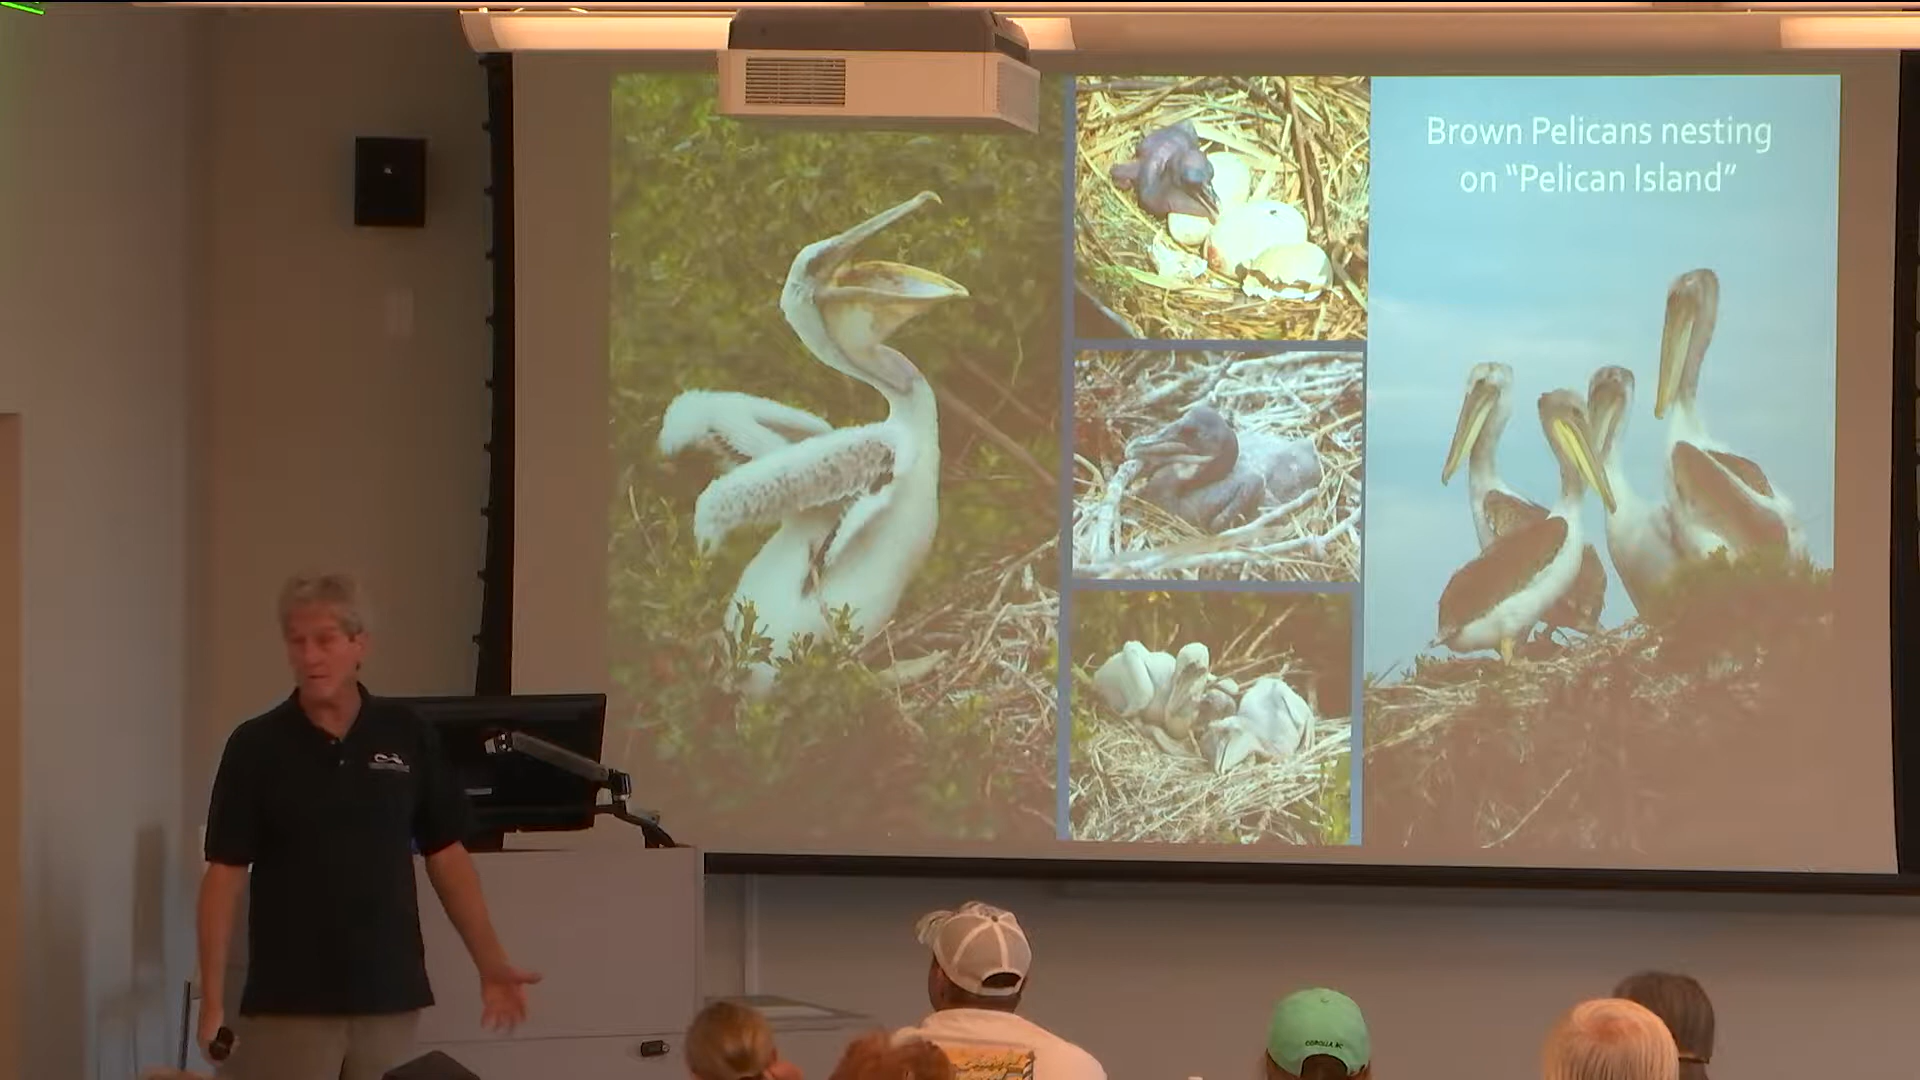 Brown Pelicans nesting
on “Pelican Island”
COROLLA, NC